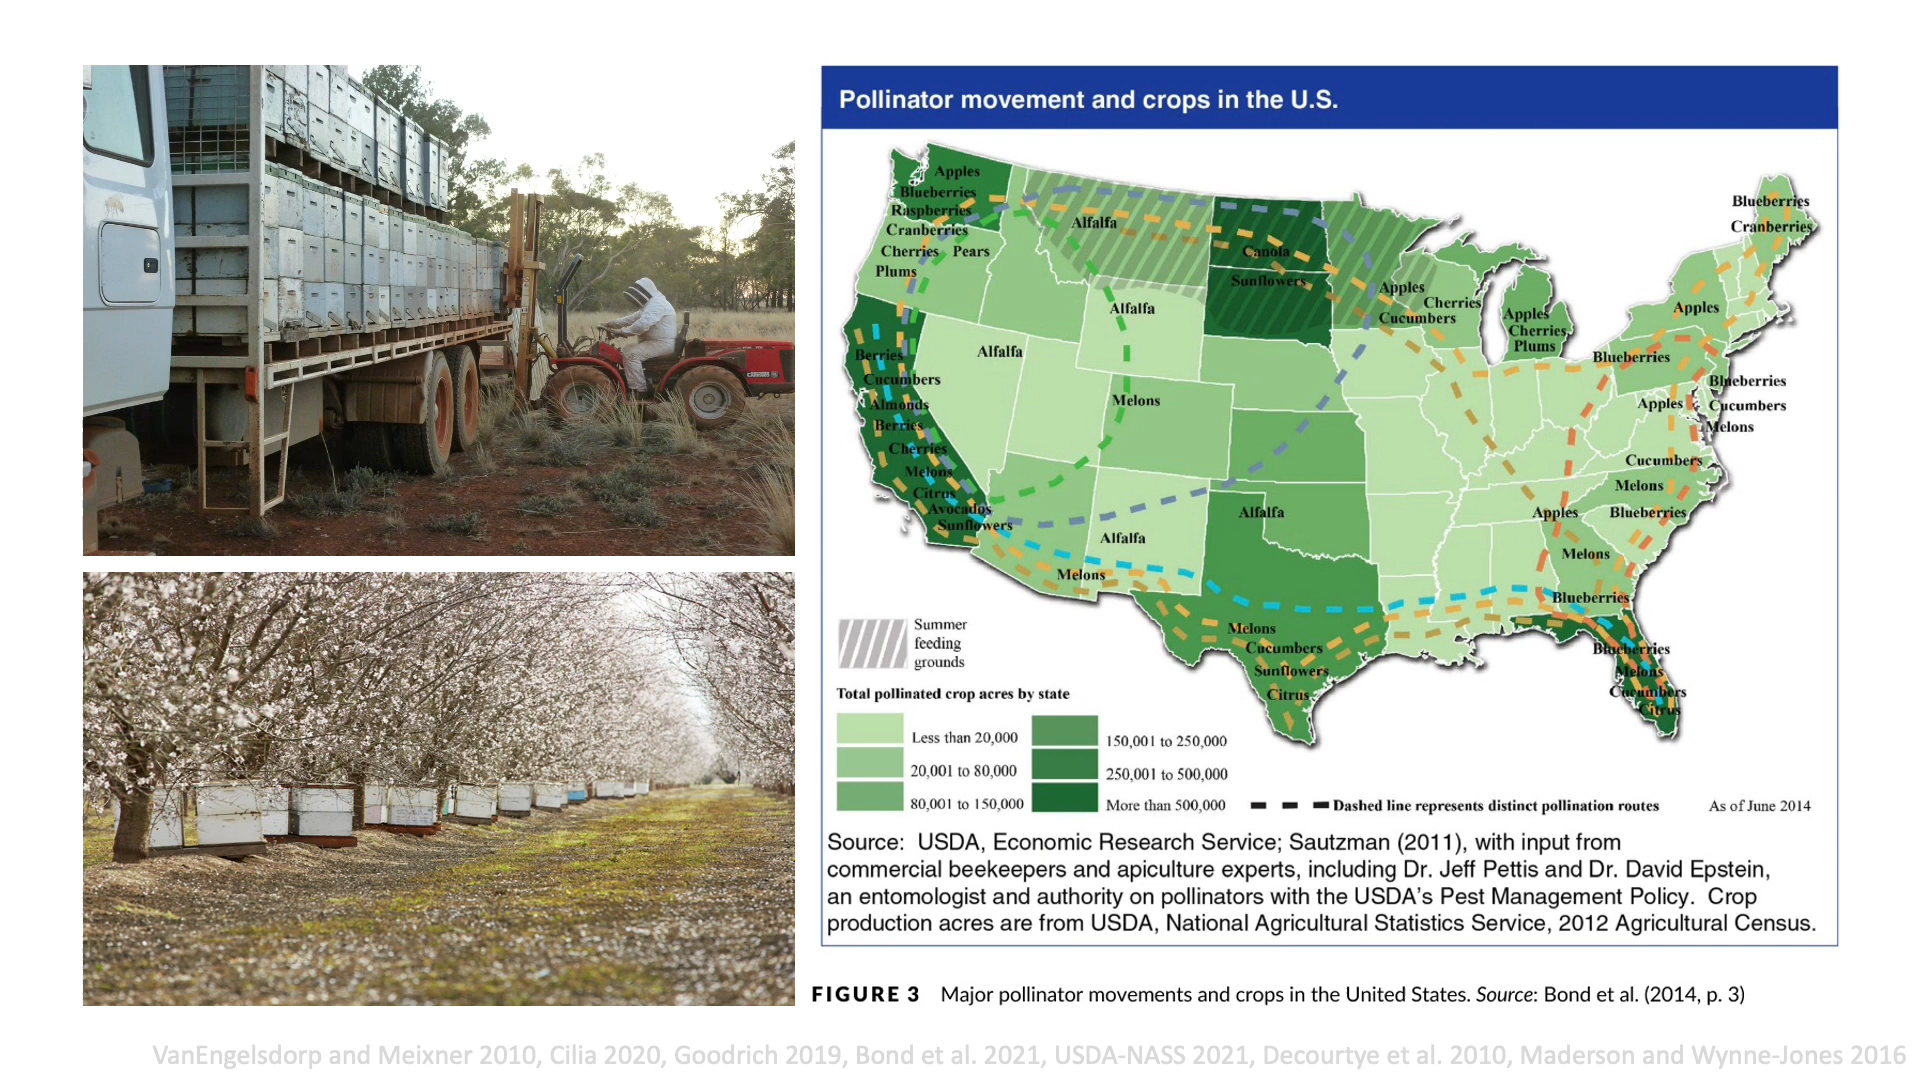 Pollinator movement and crops in the U.S.
Apples
Blueberries
Raspberries
Cranberries
Cherries Pears
Plums
Alfalfa
Canola
Sunflowers
Alfalfa
Alfalfa
Melons
Berries
Cucumbers
Almonds
Berries
Cherries
Melons
Citrus
Avocados
Sunflowers
Alfalfa
Melons
Alfalfa
Melons
Cucumbers
Sunflowers
Citrus
Apples
Cherries
Cucumbers
Apples
Cherries
Plums
Blueberries
Cranberries
Apples
Blueberries
Blueberries
Cucumbers
Melons
Apples
Cucumbers
Melons
Blueberries
Apples
Melons
Blueberries
Blueberries
Melons
Cucumbers
Citrus
Summer
feeding
grounds
Total pollinated crop acres by state
Less than 20,000
20,001 to 80,000
80,001 to 150,000
150,001 to 250,000
250,001 to 500,000
More than 500,000
Dashed line represents distinct pollination routes
As of June 2014
Source: USDA, Economic Research Service; Sautzman (2011), with input from
commercial beekeepers and apiculture experts, including Dr. Jeff Pettis and Dr. David Epstein,
an entomologist and authority on pollinators with the USDA's Pest Management Policy. Crop
production acres are from USDA, National Agricultural Statistics Service, 2012 Agricultural Census.
FIGURE 3 Major pollinator movements and crops in the United States. Source: Bond et al. (2014, p. 3)
VanEngelsdorp and Meixner 2010, Cilia 2020, Goodrich 2019, Bond et al. 2021, USDA-NASS 2021, Decourtye et al. 2010, Maderson and Wynne-Jones 2016